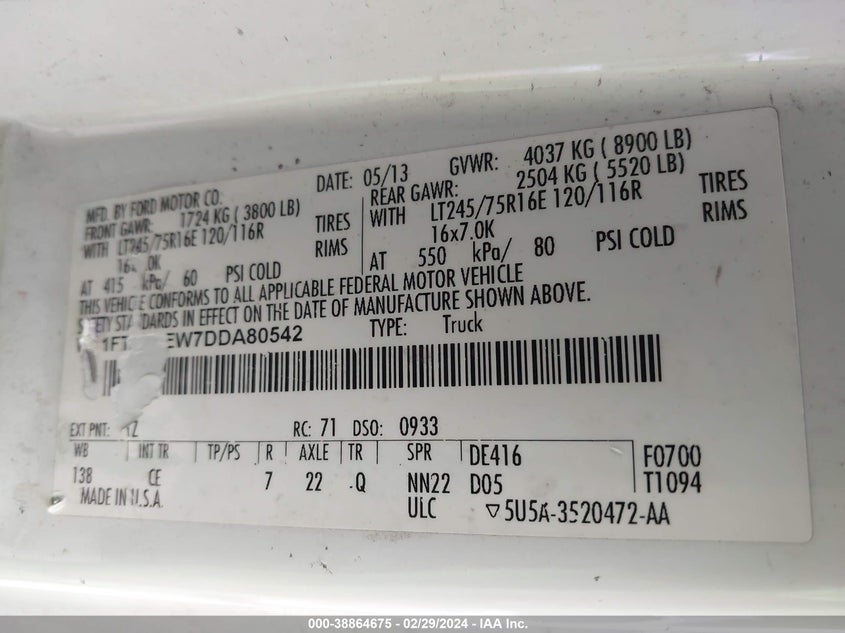 MFD. BY FORD MOTOR CO. DATE: 05/13 GVWR: 4037 KG ( 8900 LB)
FRONT GAWR: 1724 KG ( 3800 LB) REAR GAWR: 2504 KG ( 5520 LB)
WITH LT245/75R16E 120/116R TIRES WITH LT245/75R16E 120/116R TIRES
.0K RIMS 16x7.0K RIMS
AT 415 kPa/ 60 PSI COLD AT 550 kPa/ 80 PSI COLD
THIS VEHICLE CONFORMS TO ALL APPLICABLE FEDERAL MOTOR VEHICLE
SAFETY STANDARDS IN EFFECT ON THE DATE OF MANUFACTURE SHOWN ABOVE.
1FT EW7DDA80542 TYPE: Truck
EXT PNT: RC: 71 DSO: 0933
WB INT TR TP/PS R AXLE TR SPR DE416 F0700
138 CE 7 22 .Q NN22 D05 T1094
MADE IN U.S.A. ULC ▽5U5A-3520472-AA
000-38864675 - 02/29/2024 - IAA Inc.